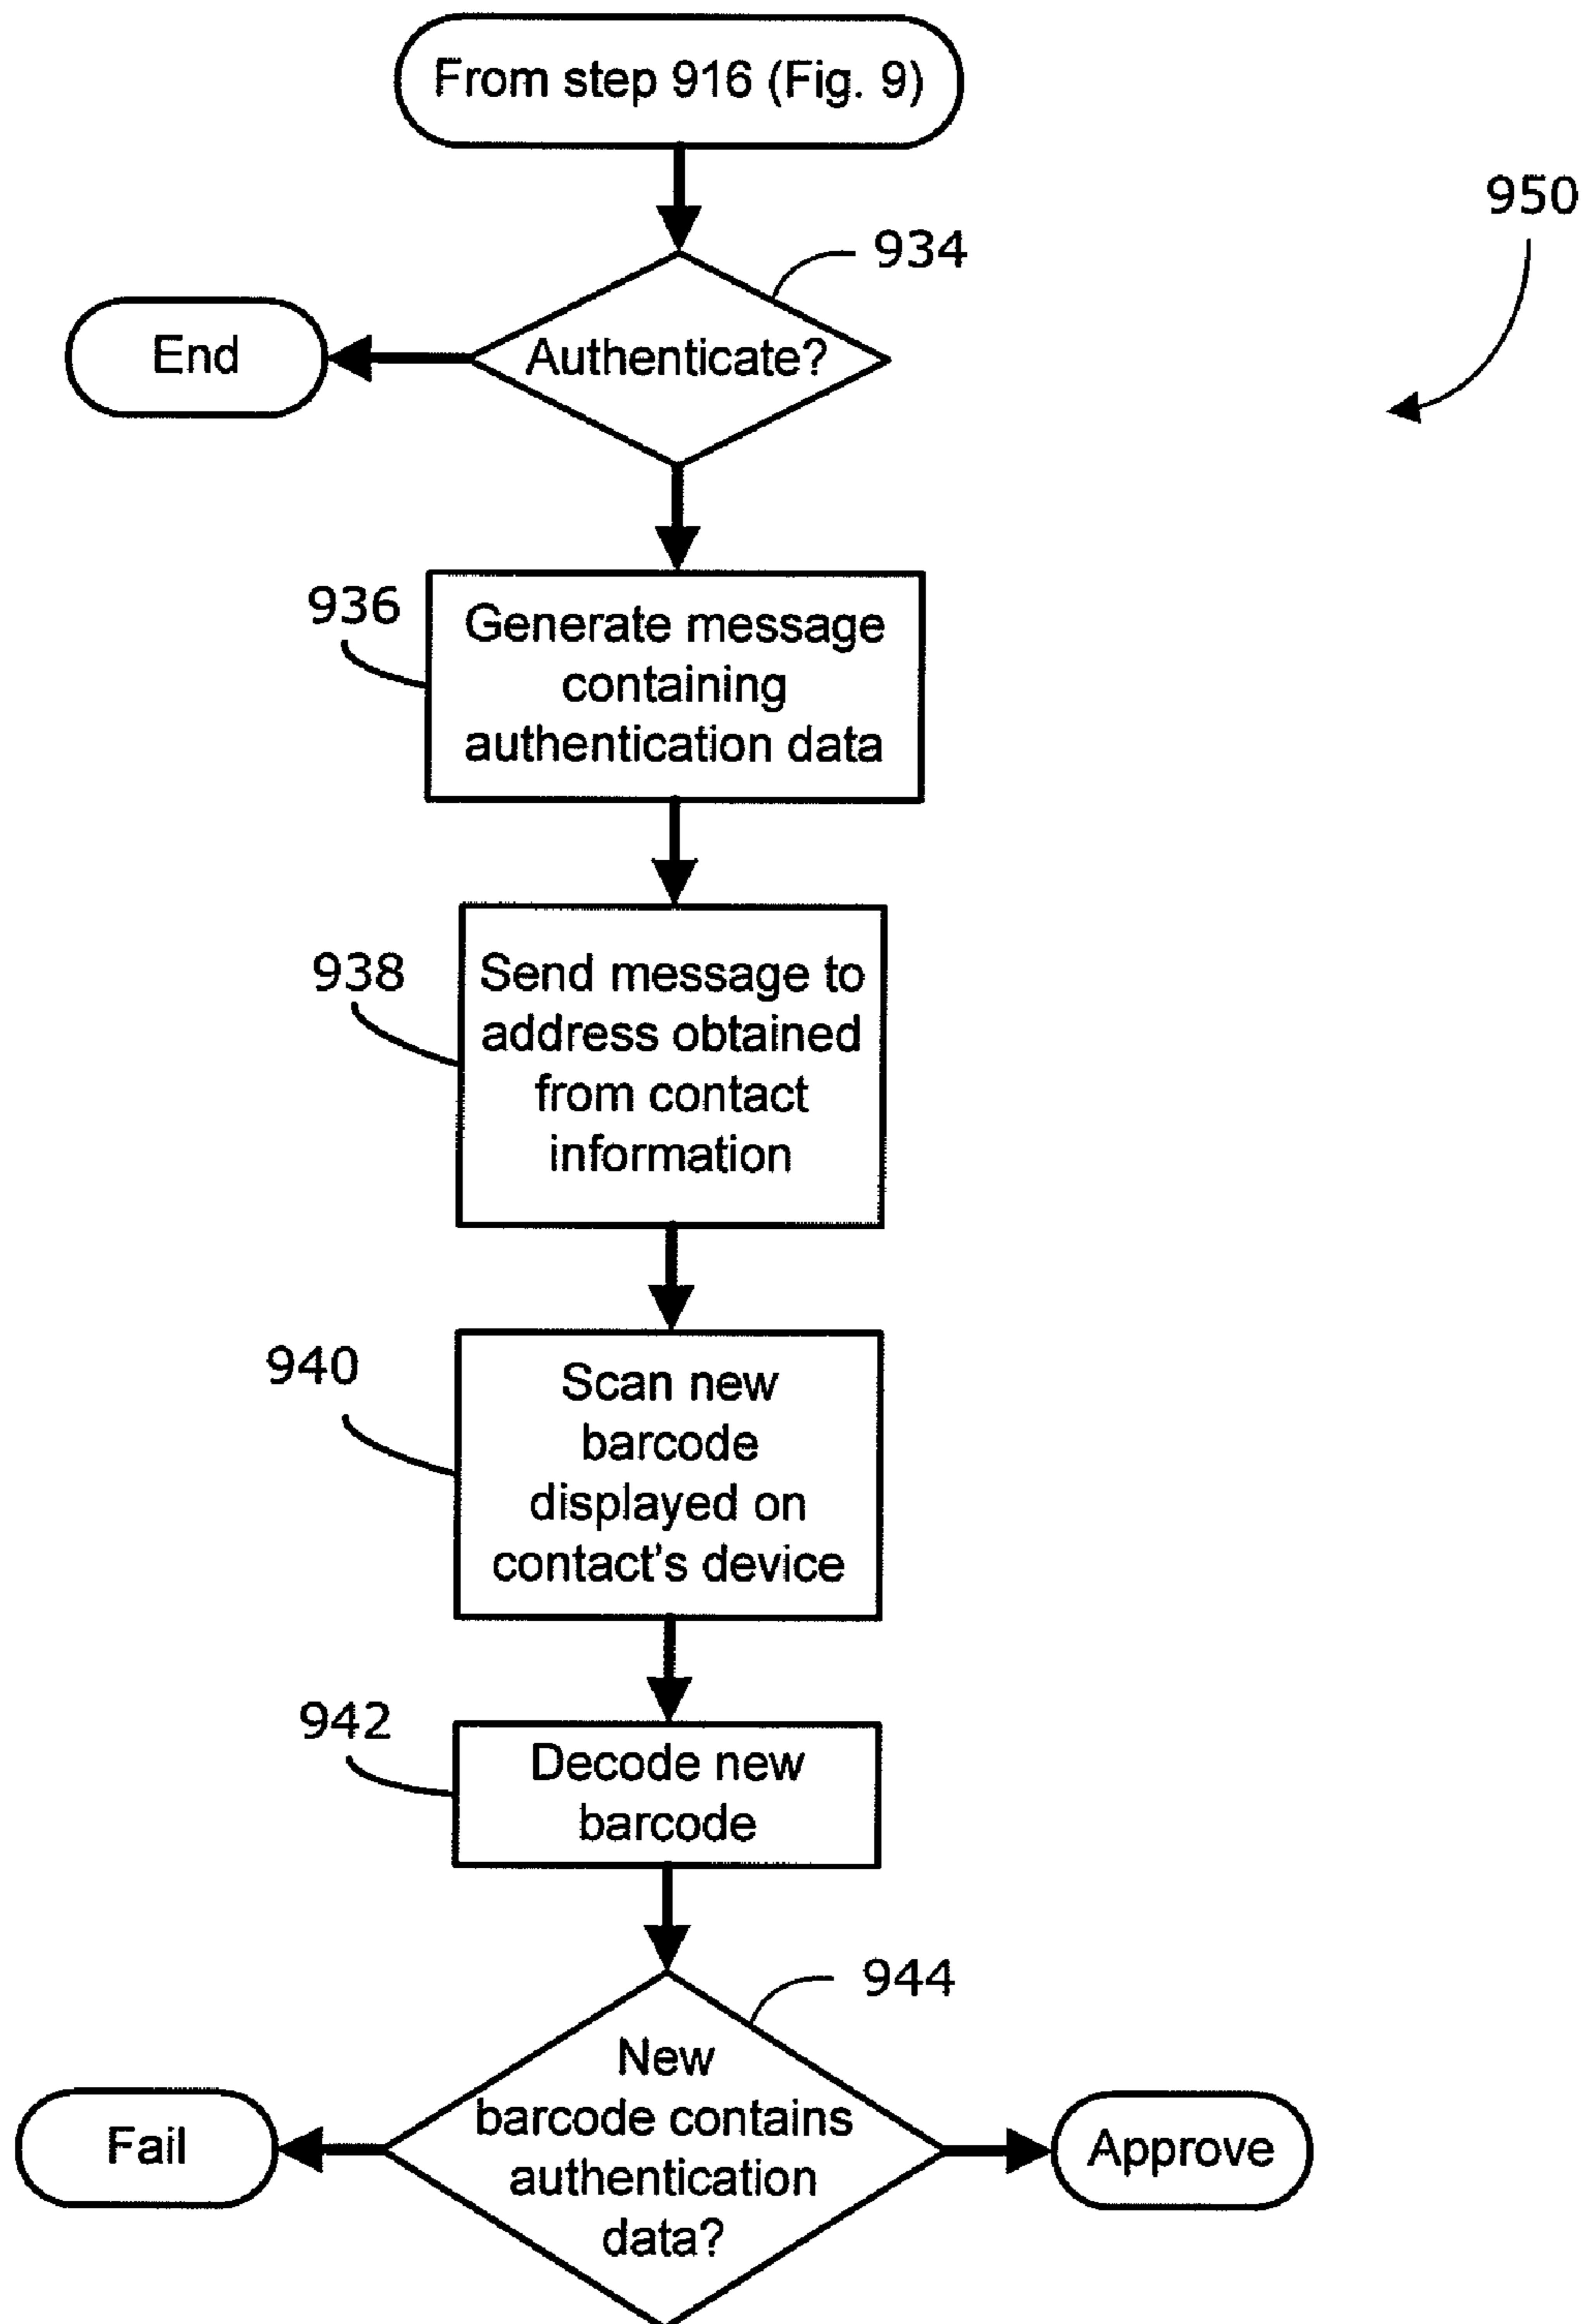 From step 916 (Fig. 9)
950
934
End
Authenticate?
936
Generate message
containing
authentication data
938
Send message to
address obtained
from contact
information
940
Scan new
barcode
displayed on
contact's device
942
Decode new
barcode
944
New
barcode contains
authentication
data?
Fail
Approve